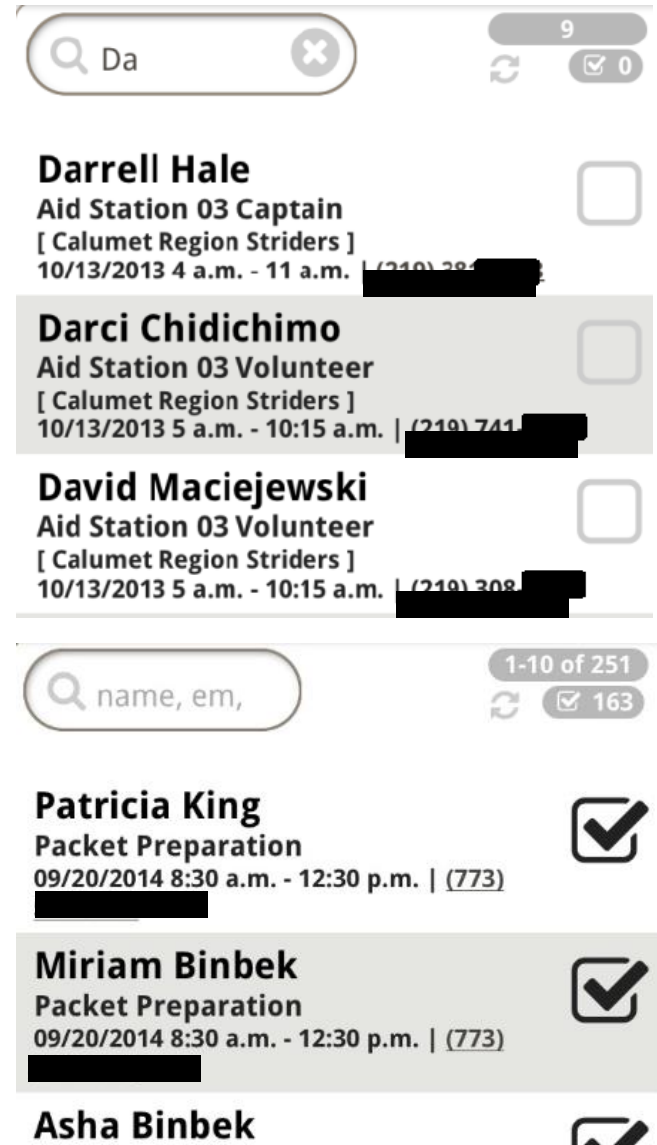 Da
9
0
Darrell Hale
Aid Station 03 Captain
[ Calumet Region Striders ]
10/13/2013 4 a.m. - 11 a.m. |
Darci Chidichimo
Aid Station 03 Volunteer
[ Calumet Region Striders ]
10/13/2013 5 a.m. - 10:15 a.m. | (219) 741-
David Maciejewski
Aid Station 03 Volunteer
[ Calumet Region Striders ]
10/13/2013 5 a.m. - 10:15 a.m. | (219) 308-
name, em,
1-10 of 251
163
Patricia King
Packet Preparation
09/20/2014 8:30 a.m. - 12:30 p.m. | (773)
Miriam Binbek
Packet Preparation
09/20/2014 8:30 a.m. - 12:30 p.m. | (773)
Asha Binbek